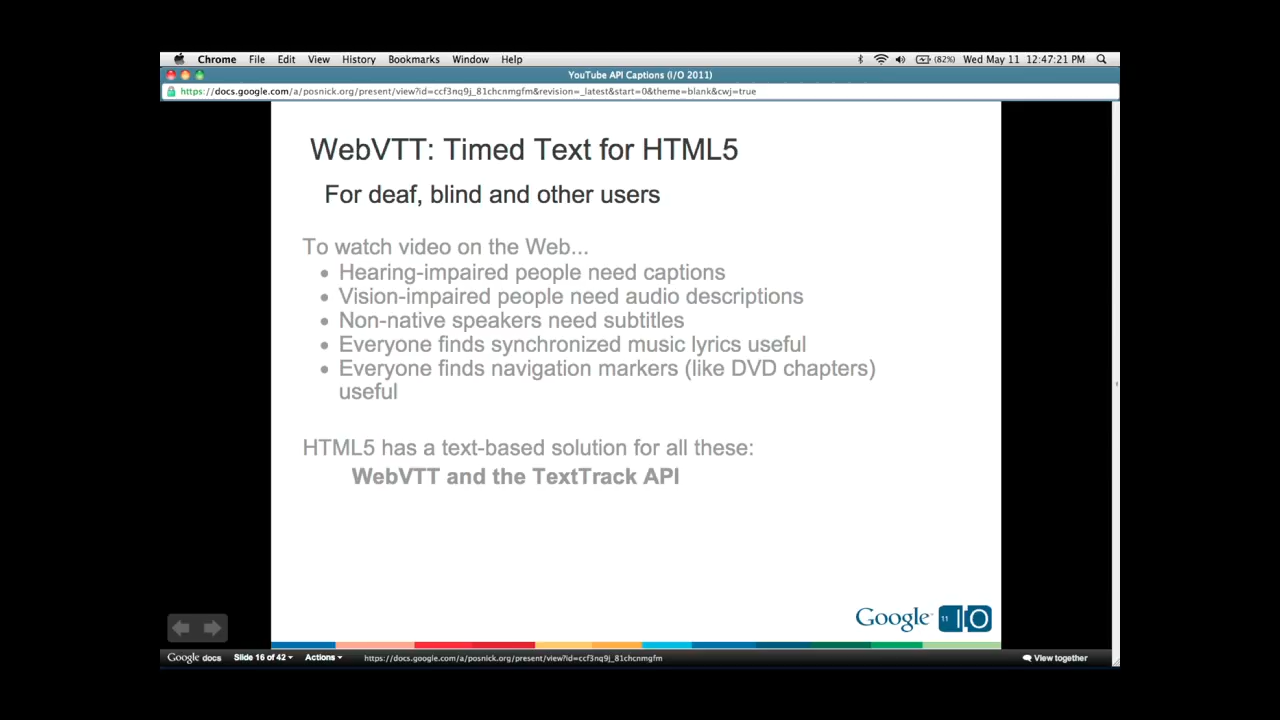 Chrome File Edit View History Bookmarks Window Help (82%) Wed May 11 12:47:21 PM
YouTube API Captions (I/O 2011)
https://docs.google.com/a/posnick.org/present/view?id=ccf3nq9j_81chcnmgfm&revision=_latest&start=0&theme=blank&cwj=true
WebVTT: Timed Text for HTML5
For deaf, blind and other users
To watch video on the Web...
• Hearing-impaired people need captions
• Vision-impaired people need audio descriptions
• Non-native speakers need subtitles
• Everyone finds synchronized music lyrics useful
• Everyone finds navigation markers (like DVD chapters)
useful
HTML5 has a text-based solution for all these:
WebVTT and the TextTrack API
Google 11 I/O
Google docs Slide 16 of 42 Actions https://docs.google.com/a/posnick.org/present/view?id=ccf3nq9j_81chcnmgfm View together